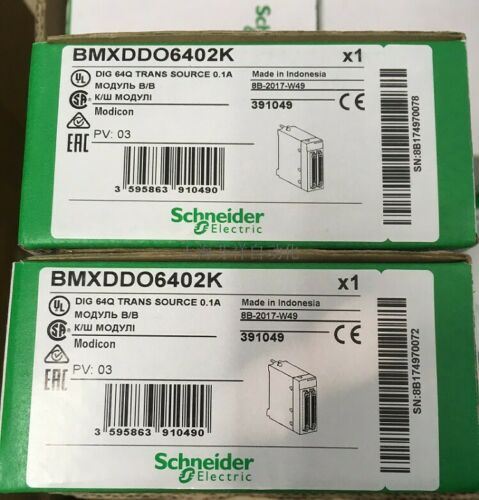 BMXDDO6402K x1
DIG 64Q TRANS SOURCE 0.1A
МОДУЛЬ В/В
К/Ш МОДУЛІ
Modicon
PV: 03
Made in Indonesia
8B-2017-W49
391049
3 595863 910490
Schneider
Electric
SN:8B174970078
BMXDDO6402K x1
DIG 64Q TRANS SOURCE 0.1A
МОДУЛЬ В/В
К/Ш МОДУЛІ
Modicon
PV: 03
Made in Indonesia
8B-2017-W49
391049
3 595863 910490
Schneider
Electric
SN:8B174970072